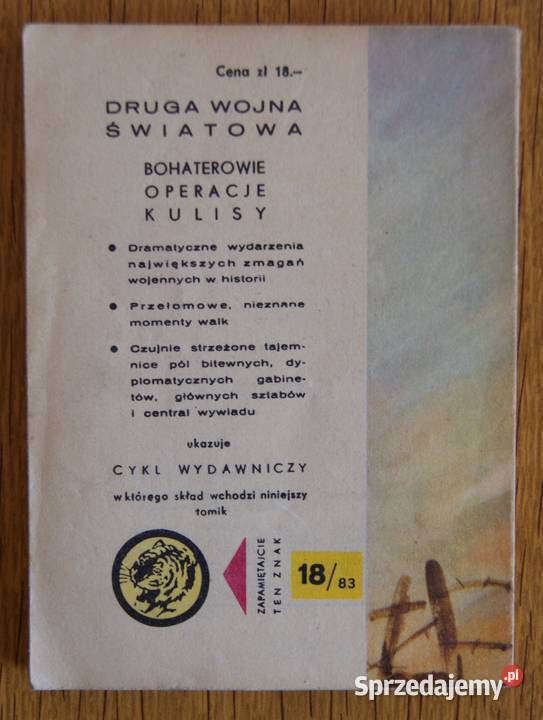 Cena zł 18.–
DRUGA WOJNA
ŚWIATOWA
BOHATEROWIE
OPERACJE
KULISY
● Dramatyczne wydarzenia
największych zmagań
wojennych w historii
● Przełomowe, nieznane
momenty walk
● Czujnie strzeżone tajem-
nice pól bitewnych, dy-
plomatycznych gabine-
tów, głównych sztabów
i central wywiadu
ukazuje
CYKL WYDAWNICZY
w którego skład wchodzi niniejszy
tomik
ZAPAMIĘTAJCIE
TEN ZNAK
18/83
Sprzedajemy.pl